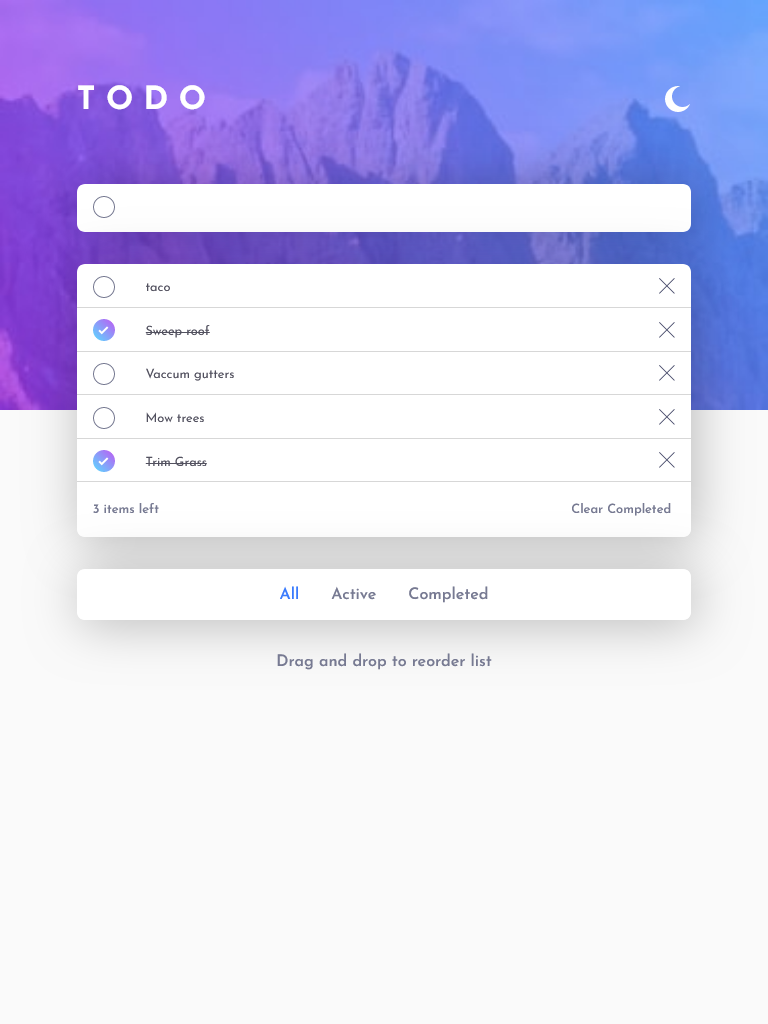 TODO
taco
Sweep roof
Vaccum gutters
Mow trees
Trim Grass
3 items left Clear Completed
All Active Completed
Drag and drop to reorder list